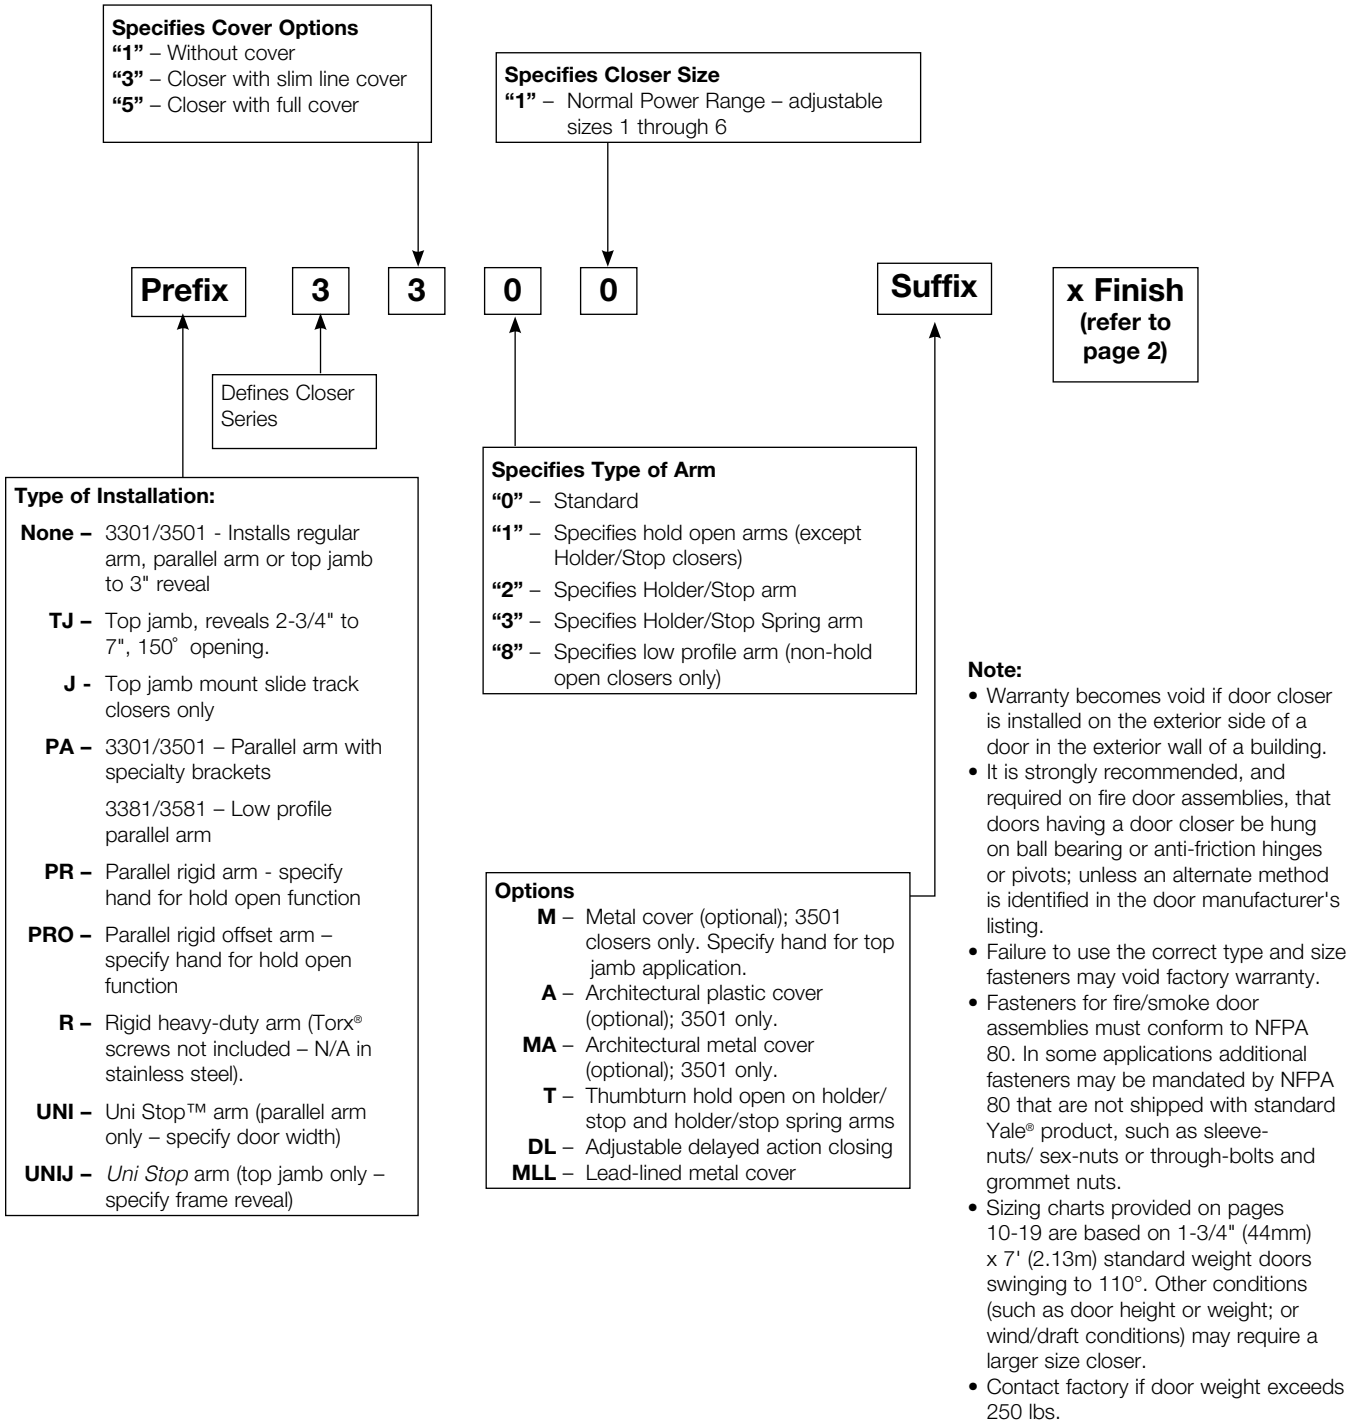 Specifies Cover Options
“1” – Without cover
“3” – Closer with slim line cover
“5” – Closer with full cover
Specifies Closer Size
“1” – Normal Power Range – adjustable
sizes 1 through 6
Prefix 3 3 0 0 Suffix
x Finish
(refer to
page 2)
Defines Closer
Series
Type of Installation:
None – 3301/3501 - Installs regular
arm, parallel arm or top jamb
to 3" reveal
TJ – Top jamb, reveals 2-3/4" to
7", 150˚ opening.
J - Top jamb mount slide track
closers only
PA – 3301/3501 – Parallel arm with
specialty brackets
3381/3581 – Low profile
parallel arm
PR – Parallel rigid arm - specify
hand for hold open function
PRO – Parallel rigid offset arm –
specify hand for hold open
function
R – Rigid heavy-duty arm (Torx®
screws not included – N/A in
stainless steel).
UNI – Uni Stop™ arm (parallel arm
only – specify door width)
UNIJ – Uni Stop arm (top jamb only –
specify frame reveal)
Specifies Type of Arm
“0” – Standard
“1” – Specifies hold open arms (except
Holder/Stop closers)
“2” – Specifies Holder/Stop arm
“3” – Specifies Holder/Stop Spring arm
“8” – Specifies low profile arm (non-hold
open closers only)
Options
M – Metal cover (optional); 3501
closers only. Specify hand for top
jamb application.
A – Architectural plastic cover
(optional); 3501 only.
MA – Architectural metal cover
(optional); 3501 only.
T – Thumbturn hold open on holder/
stop and holder/stop spring arms
DL – Adjustable delayed action closing
MLL – Lead-lined metal cover
Note:
• Warranty becomes void if door closer
is installed on the exterior side of a
door in the exterior wall of a building.
• It is strongly recommended, and
required on fire door assemblies, that
doors having a door closer be hung
on ball bearing or anti-friction hinges
or pivots; unless an alternate method
is identified in the door manufacturer's
listing.
• Failure to use the correct type and size
fasteners may void factory warranty.
• Fasteners for fire/smoke door
assemblies must conform to NFPA
80. In some applications additional
fasteners may be mandated by NFPA
80 that are not shipped with standard
Yale® product, such as sleeve-
nuts/ sex-nuts or through-bolts and
grommet nuts.
• Sizing charts provided on pages
10-19 are based on 1-3/4" (44mm)
x 7' (2.13m) standard weight doors
swinging to 110°. Other conditions
(such as door height or weight; or
wind/draft conditions) may require a
larger size closer.
• Contact factory if door weight exceeds
250 lbs.